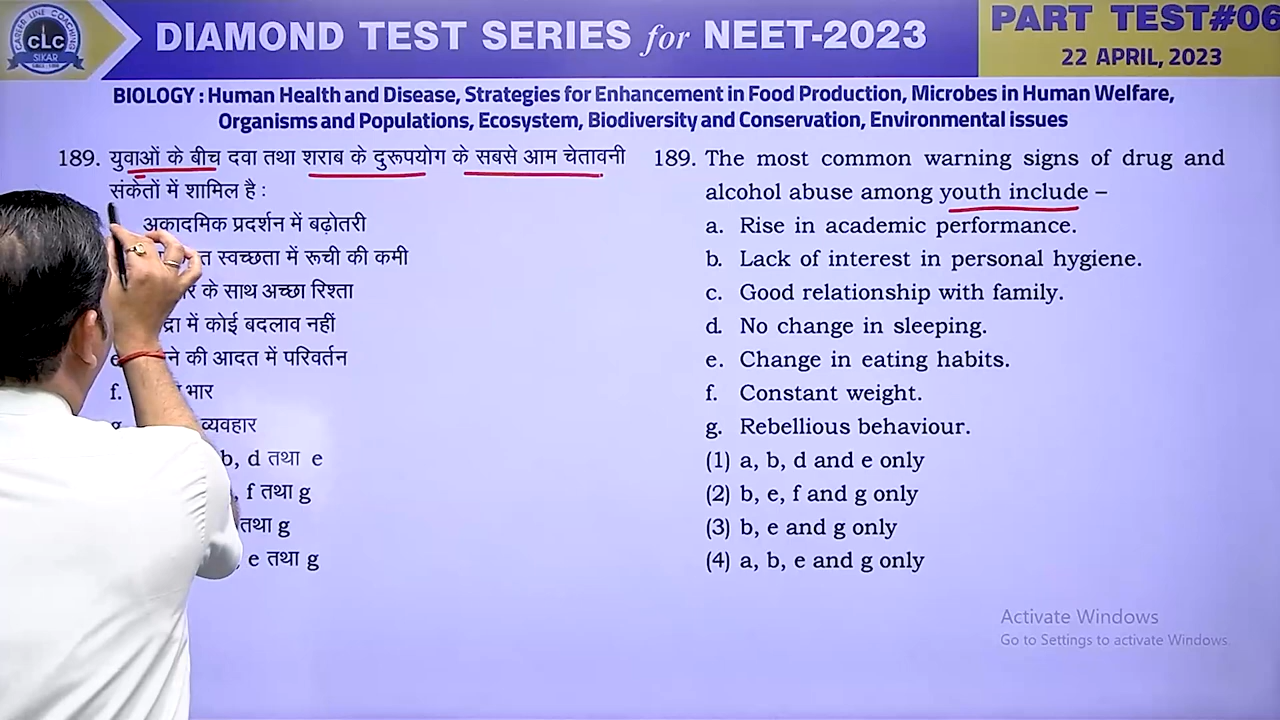 CAREER LINE COACHING
CLC
SIKAR
DIAMOND TEST SERIES for NEET-2023
PART TEST#06
22 APRIL, 2023
BIOLOGY : Human Health and Disease, Strategies for Enhancement in Food Production, Microbes in Human Welfare,
Organisms and Populations, Ecosystem, Biodiversity and Conservation, Environmental issues
189. युवाओं के बीच दवा तथा शराब के दुरूपयोग के सबसे आम चेतावनी
संकेतों में शामिल है :
अकादमिक प्रदर्शन में बढ़ोतरी
स्वच्छता में रूची की कमी
के साथ अच्छा रिश्ता
में कोई बदलाव नहीं
की आदत में परिवर्तन
f. भार
व्यवहार
b, d तथा e
, f तथा g
तथा g
e तथा g
189. The most common warning signs of drug and
alcohol abuse among youth include –
a. Rise in academic performance.
b. Lack of interest in personal hygiene.
c. Good relationship with family.
d. No change in sleeping.
e. Change in eating habits.
f. Constant weight.
g. Rebellious behaviour.
(1) a, b, d and e only
(2) b, e, f and g only
(3) b, e and g only
(4) a, b, e and g only
Activate Windows
Go to Settings to activate Windows.